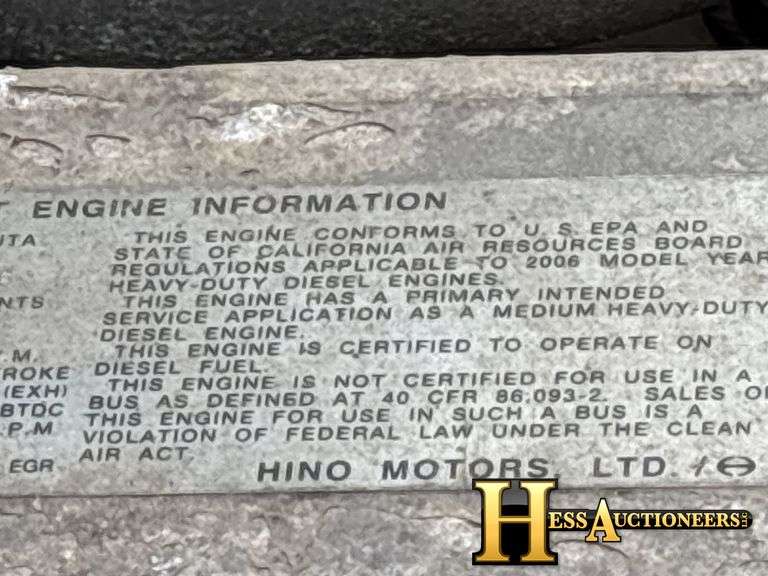 T ENGINE INFORMATION
THIS ENGINE CONFORMS TO U.S.EPA AND
STATE OF CALIFORNIA AIR RESOURCES BOARD
REGULATIONS APPLICABLE TO 2006 MODEL YEAR
HEAVY-DUTY DIESEL ENGINES.
THIS ENGINE HAS A PRIMARY INTENDED
SERVICE APPLICATION AS A MEDIUM HEAVY-DUTY
DIESEL ENGINE.
THIS ENGINE IS CERTIFIED TO OPERATE ON
DIESEL FUEL.
THIS ENGINE IS NOT CERTIFIED FOR USE IN A
BUS AS DEFINED AT 40 CFR 86.093-2. SALES OF
THIS ENGINE FOR USE IN SUCH A BUS IS A
VIOLATION OF FEDERAL LAW UNDER THE CLEAN
AIR ACT.
JTA
NTS
.M.
ROKE
(EXH)
BTDC
.P.M
EGR
HINO MOTORS, LTD.
HESS AUCTIONEERS LLC